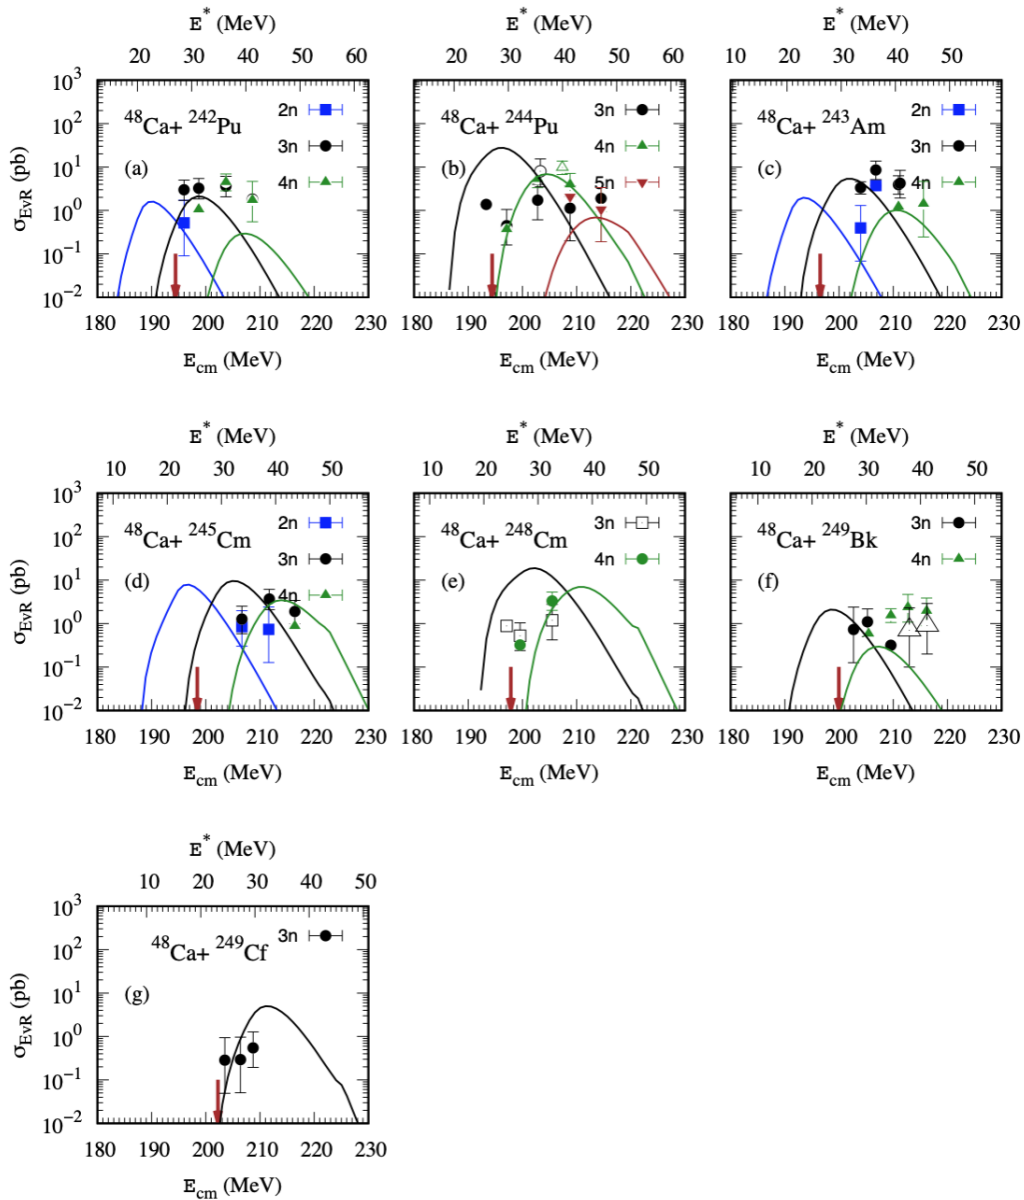 E* (MeV)
20 30 40 50 60
10³
10²
10¹
10⁰
10⁻¹
10⁻²
σEvR (pb)
⁴⁸Ca+ ²⁴²Pu
(a)
2n
3n
4n
180 190 200 210 220 230
Ecm (MeV)
E* (MeV)
20 30 40 50 60
⁴⁸Ca+ ²⁴⁴Pu
(b)
3n
4n
5n
180 190 200 210 220 230
Ecm (MeV)
E* (MeV)
10 20 30 40 50
⁴⁸Ca+ ²⁴³Am
(c)
2n
3n
4n
180 190 200 210 220 230
Ecm (MeV)
E* (MeV)
10 20 30 40 50
10³
10²
10¹
10⁰
10⁻¹
10⁻²
σEvR (pb)
⁴⁸Ca+ ²⁴⁵Cm
(d)
2n
3n
4n
180 190 200 210 220 230
Ecm (MeV)
E* (MeV)
10 20 30 40 50
⁴⁸Ca+ ²⁴⁸Cm
(e)
3n
4n
180 190 200 210 220 230
Ecm (MeV)
E* (MeV)
10 20 30 40 50
⁴⁸Ca+ ²⁴⁹Bk
(f)
3n
4n
180 190 200 210 220 230
Ecm (MeV)
E* (MeV)
10 20 30 40 50
10³
10²
10¹
10⁰
10⁻¹
10⁻²
σEvR (pb)
⁴⁸Ca+ ²⁴⁹Cf
(g)
3n
180 190 200 210 220 230
Ecm (MeV)